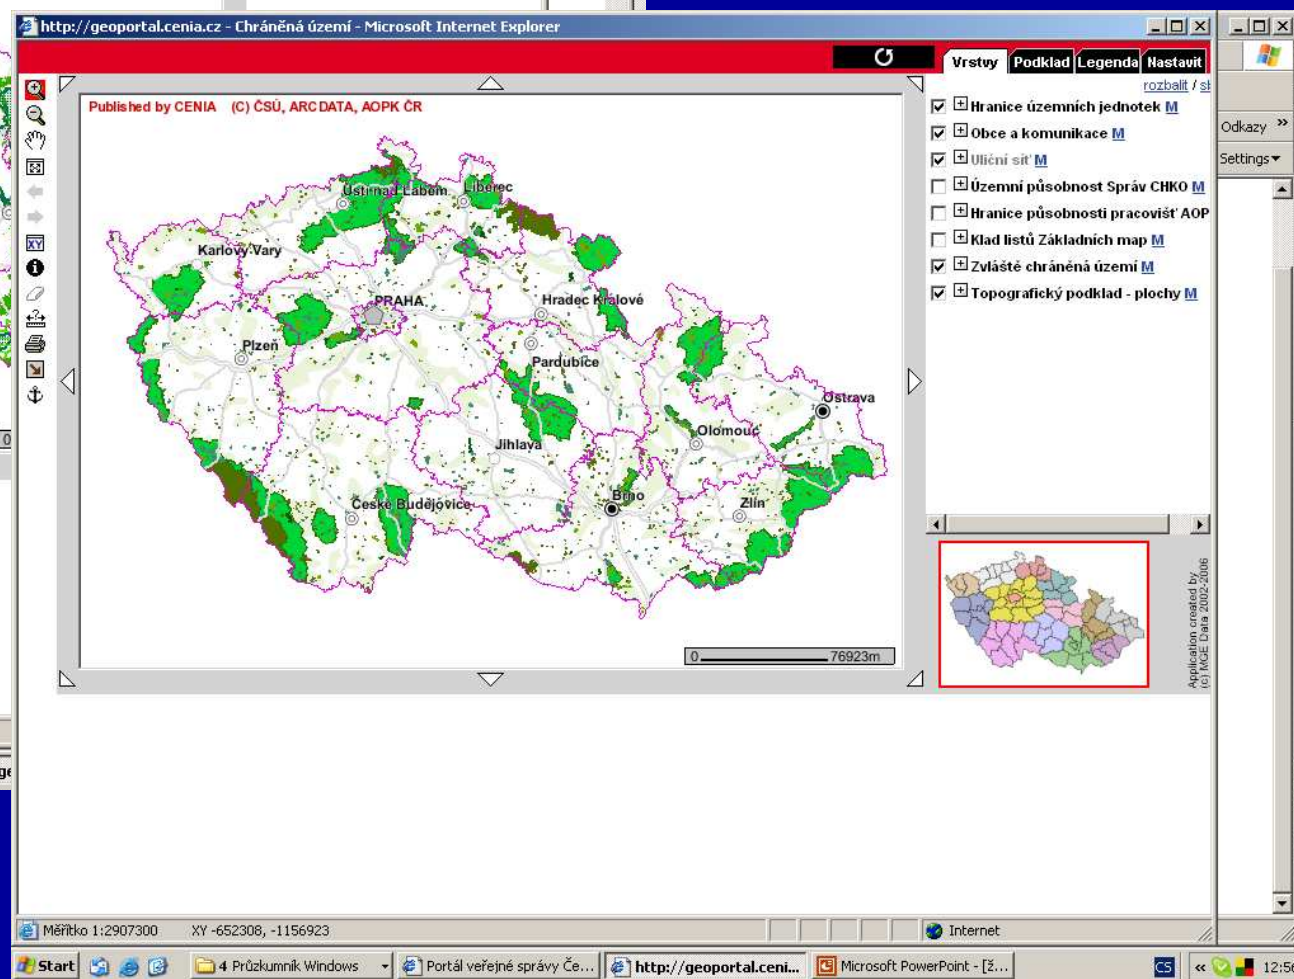 http://geoportal.cenia.cz - Chráněná území - Microsoft Internet Explorer
Vrstvy Podklad Legenda Nastavit
rozbalit /
Published by CENIA (C) ČSÚ, ARCDATA, AOPK ČR
Hranice územních jednotek M
Obce a komunikace M
Uliční síť M
Územní působnost Správ CHKO M
Hranice působnosti pracovišť AOP
Klad listů Základních map M
Zvláště chráněná území M
Topografický podklad - plochy M
Odkazy »
Settings
XY
Ústí nad Labem
Liberec
Karlovy Vary
PRAHA
Hradec Králové
Plzeň
Pardubice
Ostrava
Olomouc
Jihlava
České Budějovice
Brno
Zlín
0 76923m
Application created by
(c) MGE Data 2002-2006
Měřítko 1:2907300 XY -652308, -1156923
Internet
Start
4 Průzkumník Windows
Portál veřejné správy Če...
http://geoportal.ceni...
Microsoft PowerPoint - [ž...
CS
«